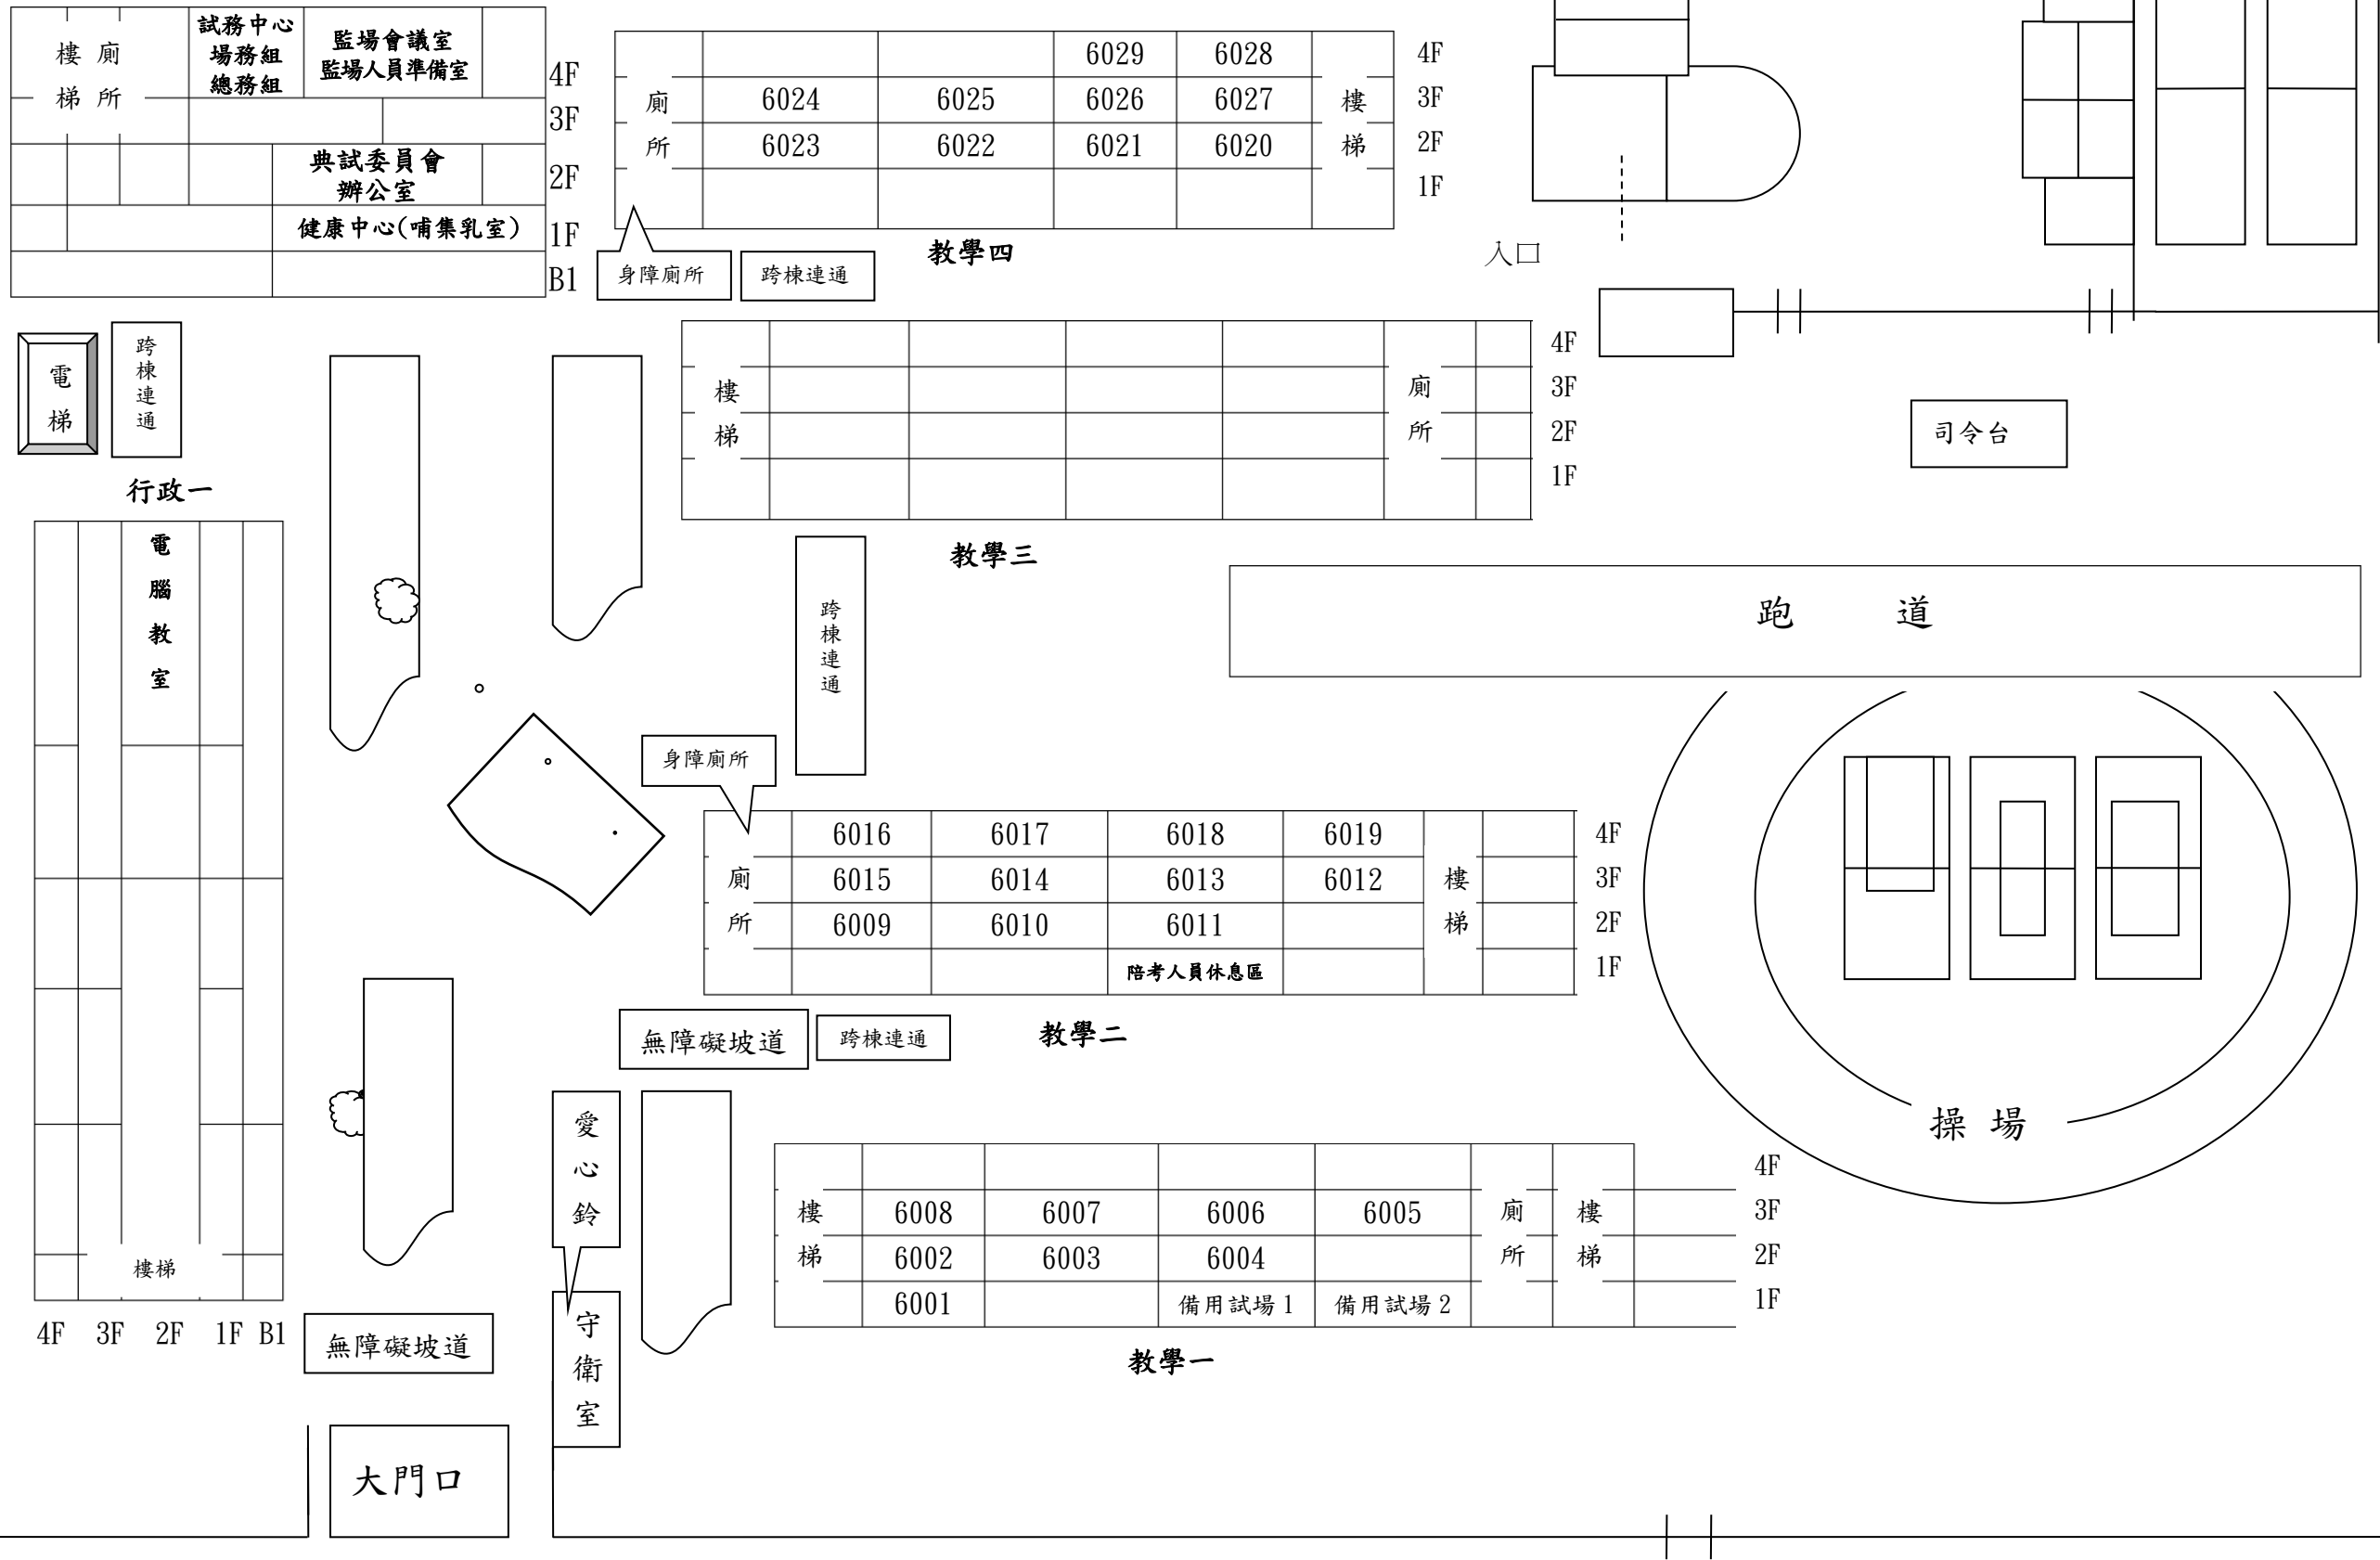 樓 廁
梯 所
試務中心
場務組
總務組
監場會議室
監場人員準備室
典試委員會
辦公室
健康中心(哺集乳室)
4F
3F
2F
1F
B1
廁所
6029 6028
6024 6025 6026 6027
6023 6022 6021 6020
樓梯
4F
3F
2F
1F
身障廁所
跨棟連通
教學四
入口
電梯
跨棟連通
行政一
樓梯
廁所
4F
3F
2F
1F
教學三
司令台
電腦教室
跨棟連通
跑 道
身障廁所
廁所
6016 6017 6018 6019
6015 6014 6013 6012
6009 6010 6011
陪考人員休息區
樓梯
4F
3F
2F
1F
無障礙坡道
跨棟連通
教學二
操場
愛心鈴
樓梯
6008 6007 6006 6005
6002 6003 6004
6001 備用試場1 備用試場2
廁所
樓梯
4F
3F
2F
1F
教學一
樓梯
4F 3F 2F 1F B1
無障礙坡道
守衛室
大門口